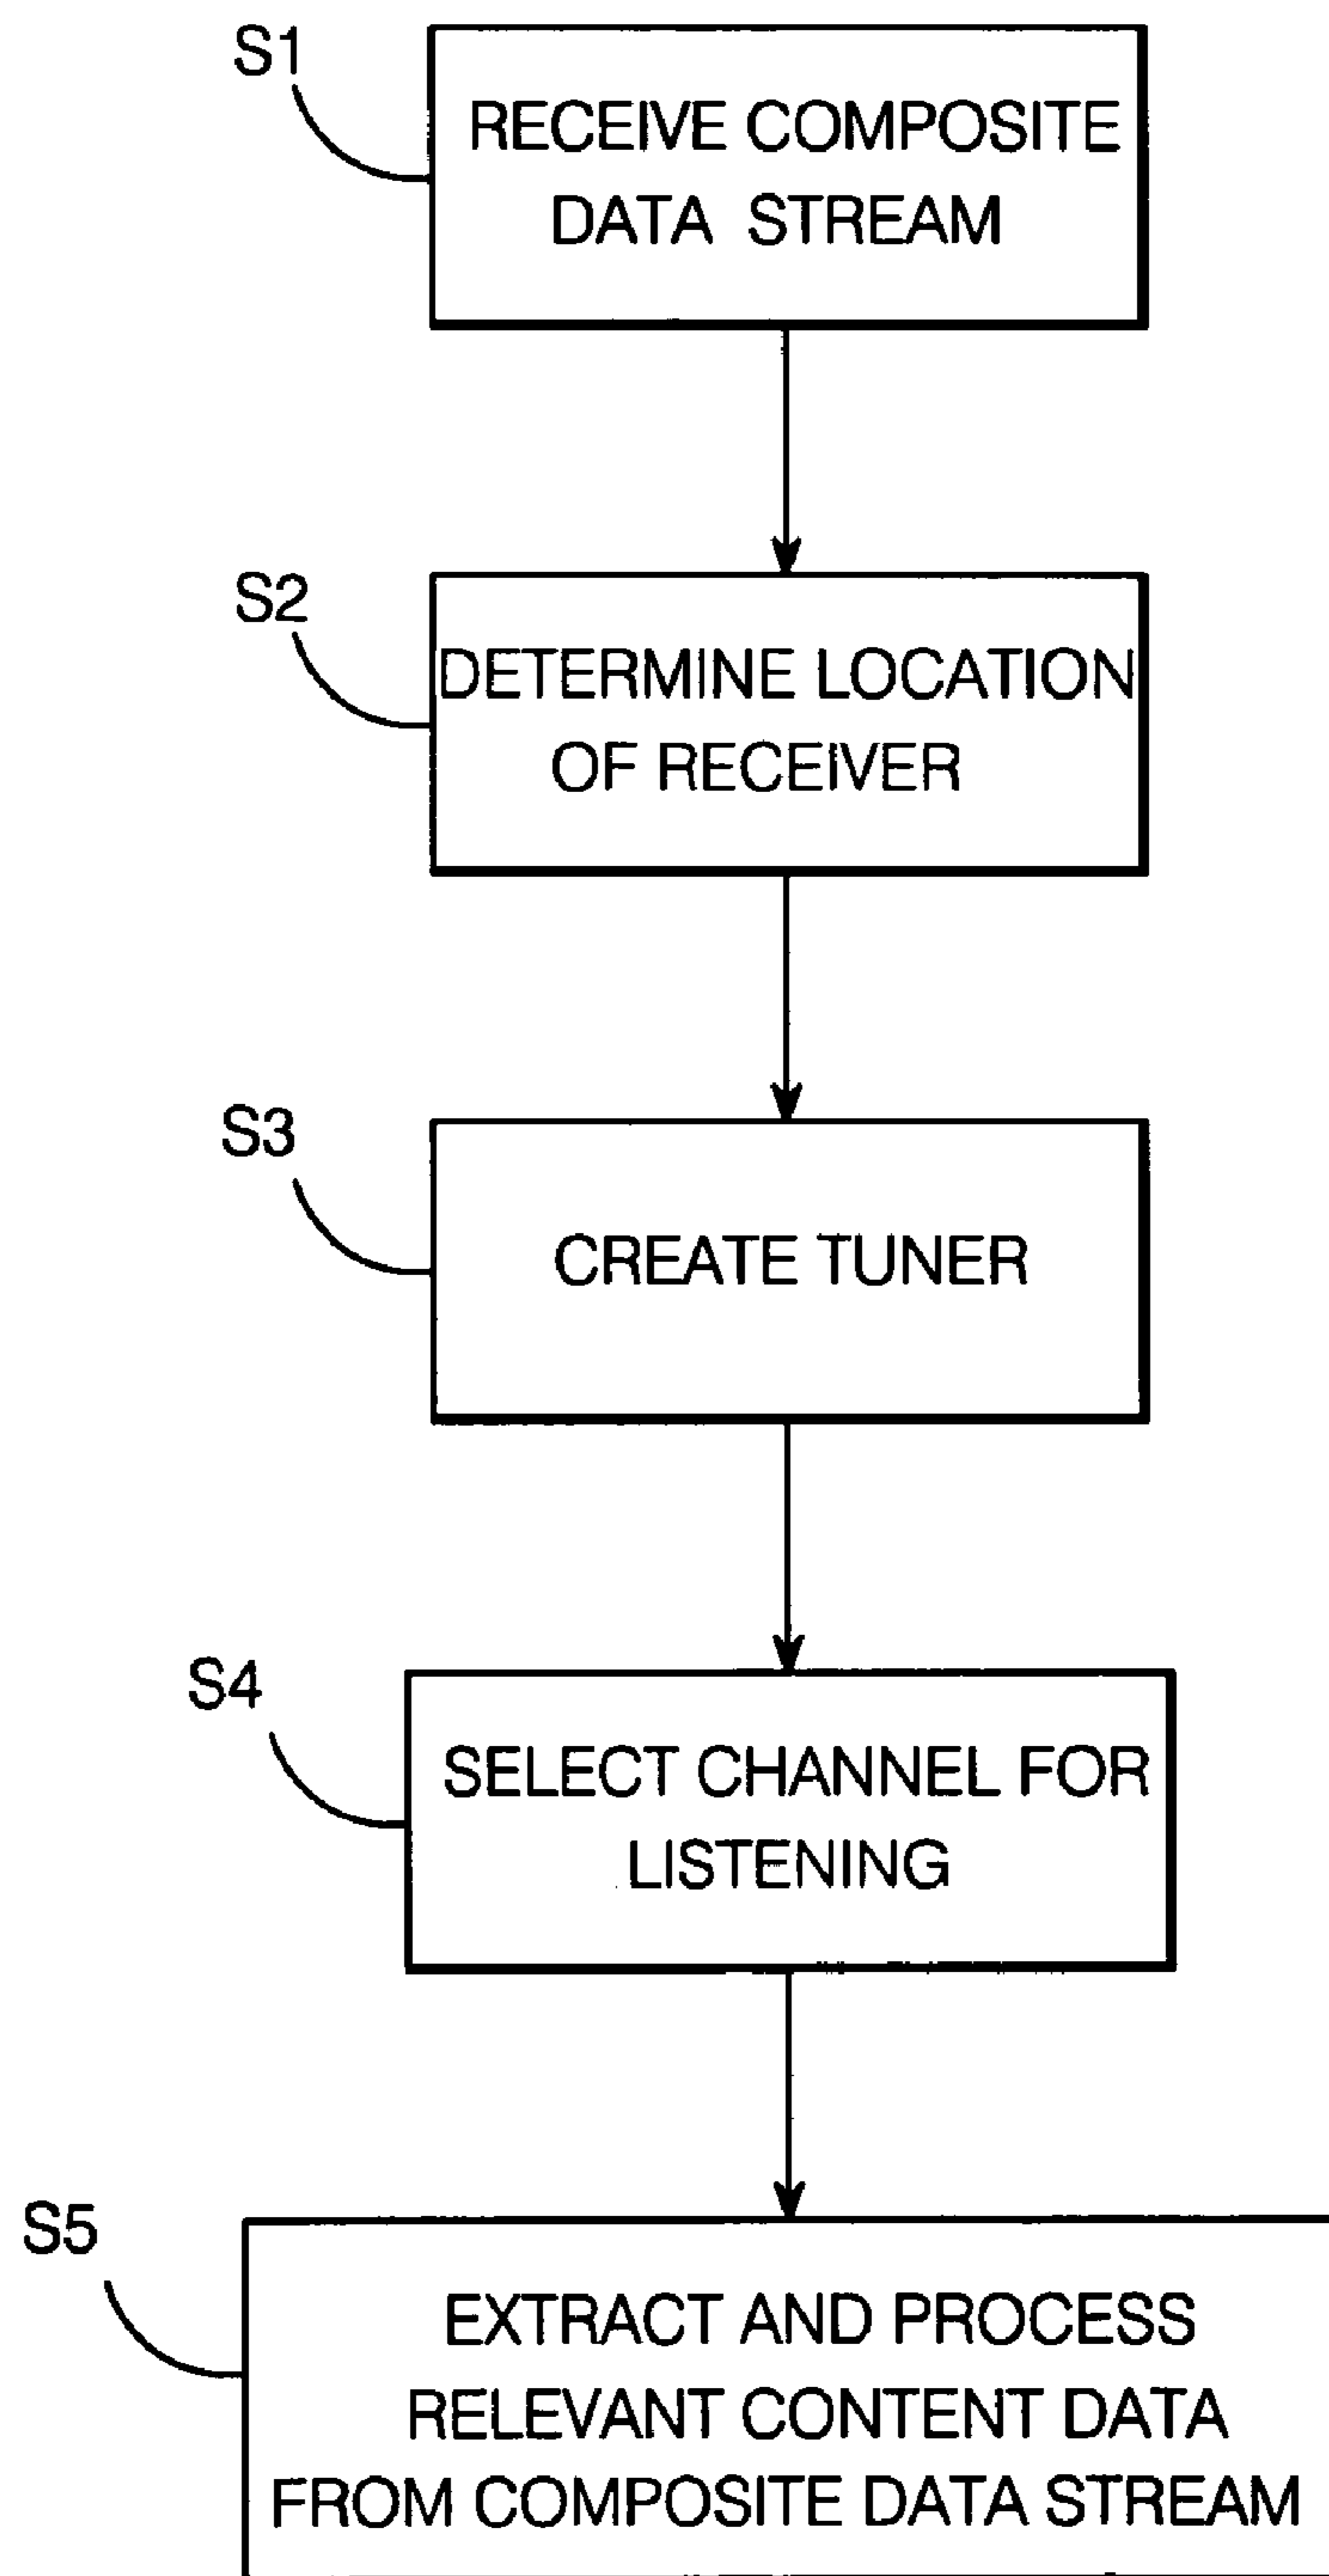 S1
RECEIVE COMPOSITE
DATA STREAM
S2
DETERMINE LOCATION
OF RECEIVER
S3
CREATE TUNER
S4
SELECT CHANNEL FOR
LISTENING
S5
EXTRACT AND PROCESS
RELEVANT CONTENT DATA
FROM COMPOSITE DATA STREAM